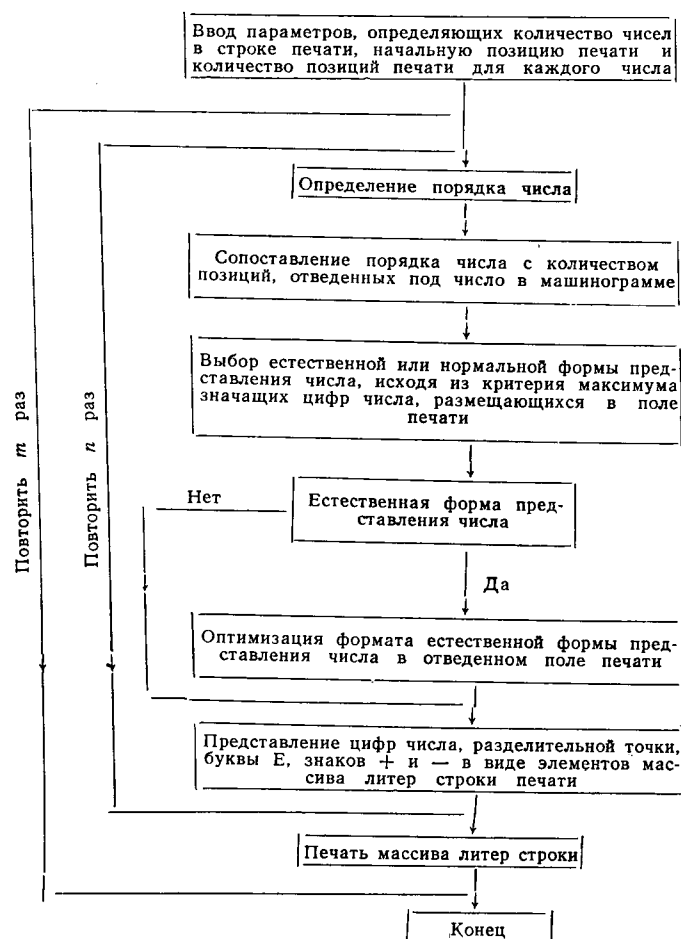 Ввод параметров, определяющих количество чисел
в строке печати, начальную позицию печати и
количество позиций печати для каждого числа
Определение порядка числа
Сопоставление порядка числа с количеством
позиций, отведенных под число в машинограмме
Выбор естественной или нормальной формы пред-
ставления числа, исходя из критерия максимума
значащих цифр числа, размещающихся в поле
печати
Повторить m раз
Повторить n раз
Нет
Естественная форма пред-
ставления числа
Да
Оптимизация формата естественной формы пред-
ставления числа в отведенном поле печати
Представление цифр числа, разделительной точки,
буквы Е, знаков + и — в виде элементов мас-
сива литер строки печати
Печать массива литер строки
Конец